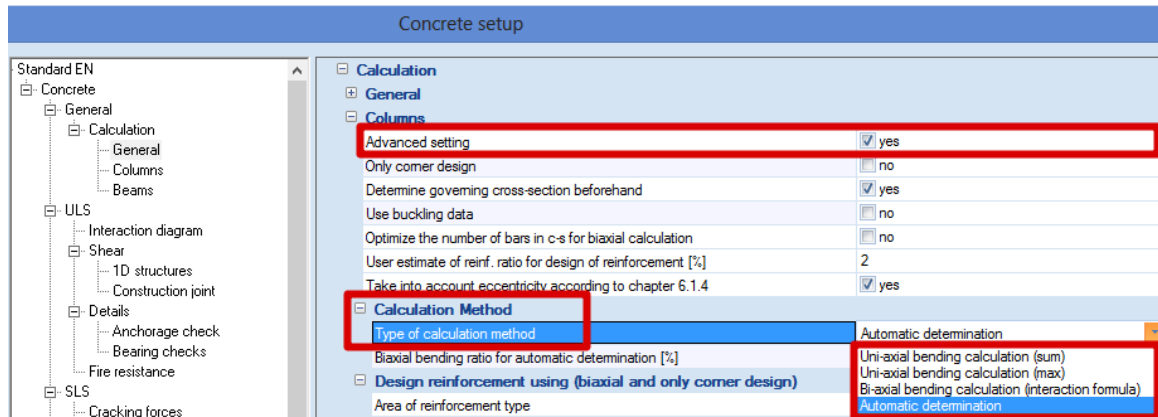 Concrete setup
Standard EN
Concrete
General
Calculation
General
Columns
Beams
ULS
Interaction diagram
Shear
1D structures
Construction joint
Details
Anchorage check
Bearing checks
Fire resistance
SLS
Cracking forces
Calculation
General
Columns
Advanced setting yes
Only corner design no
Determine governing cross-section beforehand yes
Use buckling data no
Optimize the number of bars in c-s for biaxial calculation no
User estimate of reinf. ratio for design of reinforcement [%] 2
Take into account eccentricity according to chapter 6.1.4 yes
Calculation Method
Type of calculation method Automatic determination
Biaxial bending ratio for automatic determination [%]
Uni-axial bending calculation (sum)
Uni-axial bending calculation (max)
Bi-axial bending calculation (interaction formula)
Automatic determination
Design reinforcement using (biaxial and only corner design)
Area of reinforcement type